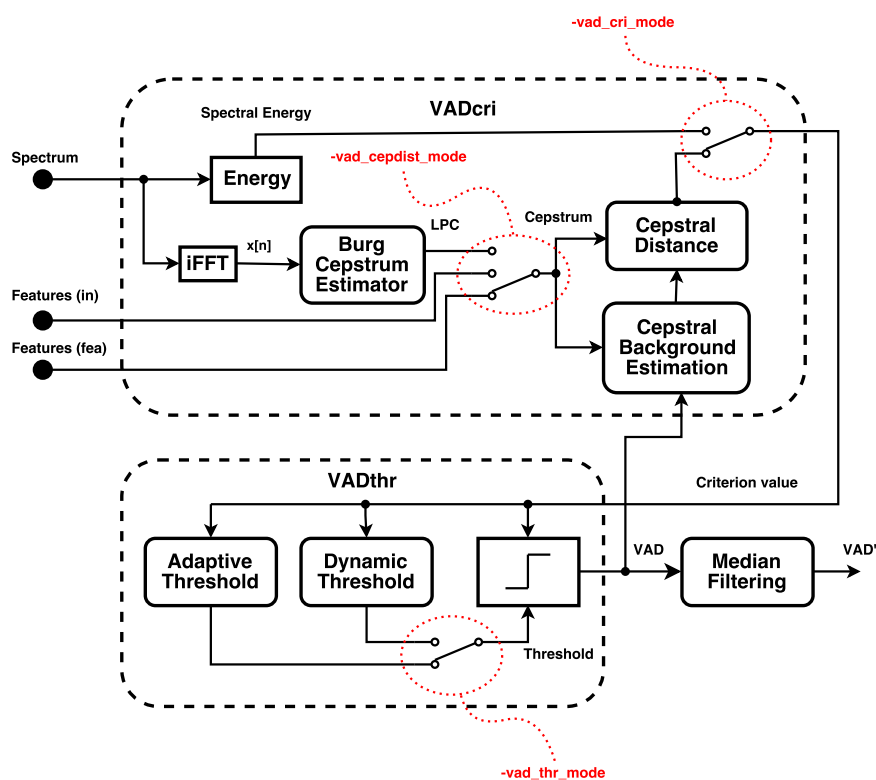 -vad_cri_mode
VADcri
Spectral Energy
Spectrum
-vad_cepdist_mode
Energy
LPC
Cepstrum
Cepstral
Distance
x[n]
iFFT
Burg
Cepstrum
Estimator
Features (in)
Cepstral
Background
Estimation
Features (fea)
VADthr
Criterion value
Adaptive
Threshold
Dynamic
Threshold
VAD
Median
Filtering
VAD'
Threshold
-vad_thr_mode